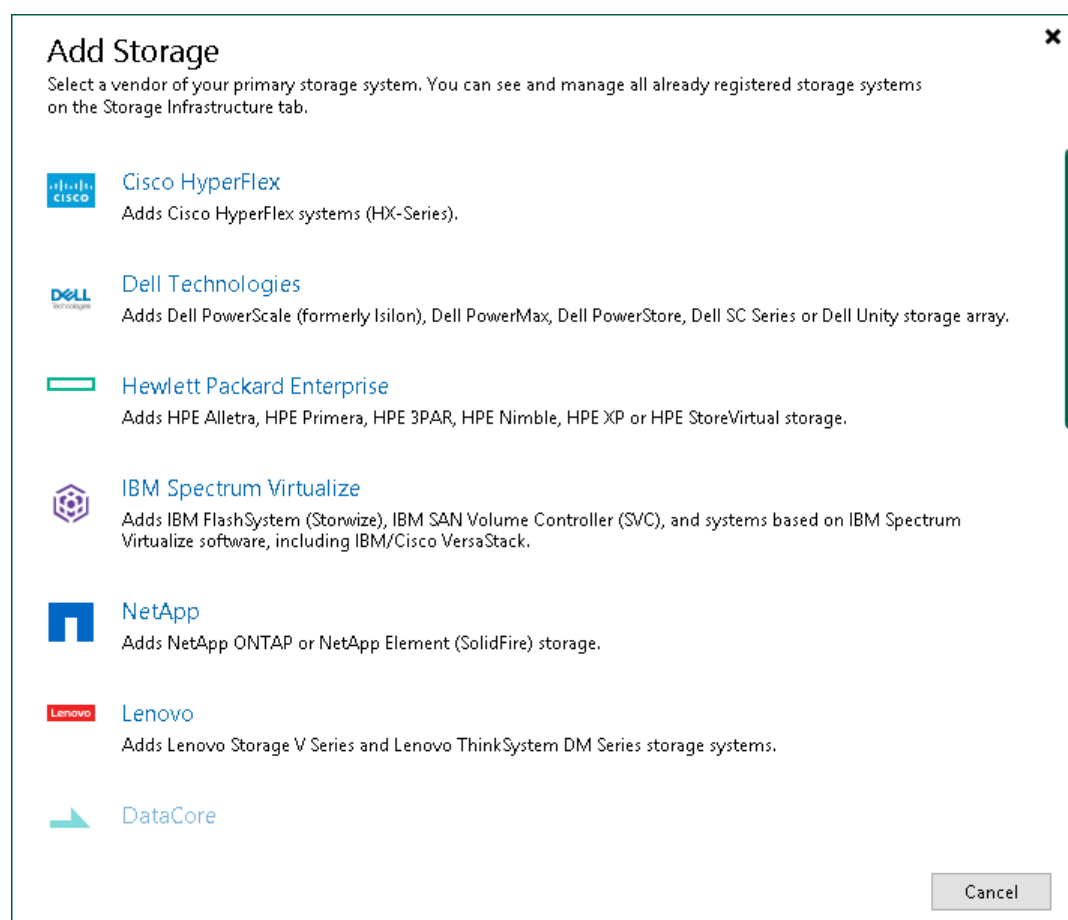 Add Storage
Select a vendor of your primary storage system. You can see and manage all already registered storage systems
on the Storage Infrastructure tab.
CISCO
Cisco HyperFlex
Adds Cisco HyperFlex systems (HX-Series).
DELL
Technologies
Dell Technologies
Adds Dell PowerScale (formerly Isilon), Dell PowerMax, Dell PowerStore, Dell SC Series or Dell Unity storage array.
Hewlett Packard Enterprise
Adds HPE Alletra, HPE Primera, HPE 3PAR, HPE Nimble, HPE XP or HPE StoreVirtual storage.
IBM Spectrum Virtualize
Adds IBM FlashSystem (Storwize), IBM SAN Volume Controller (SVC), and systems based on IBM Spectrum
Virtualize software, including IBM/Cisco VersaStack.
NetApp
Adds NetApp ONTAP or NetApp Element (SolidFire) storage.
Lenovo
Lenovo
Adds Lenovo Storage V Series and Lenovo ThinkSystem DM Series storage systems.
DataCore
Cancel